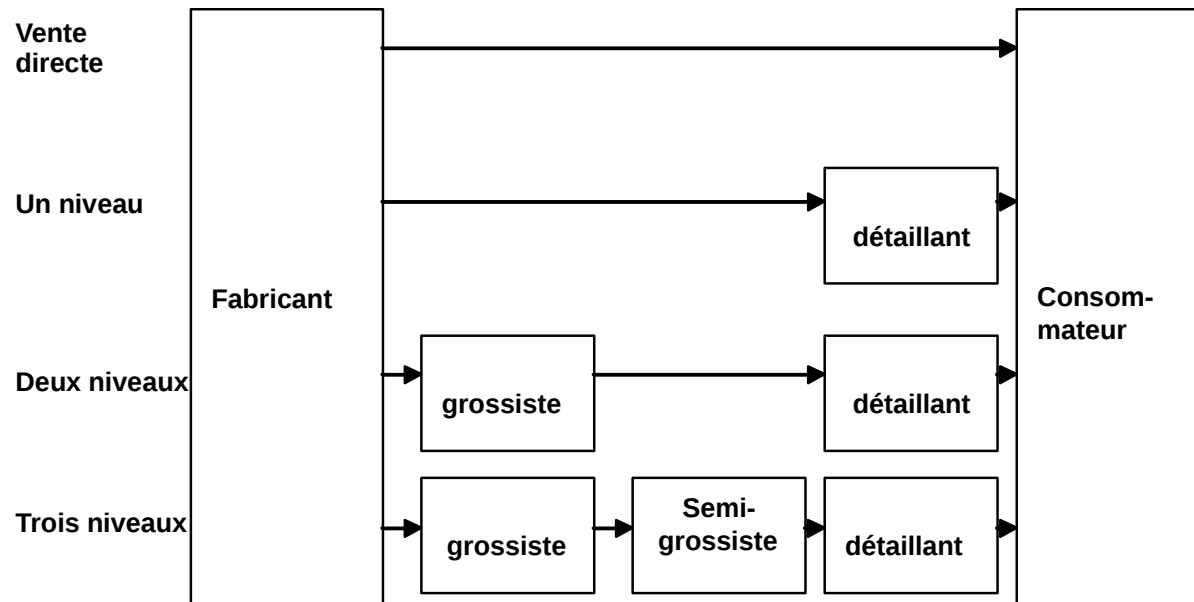 Vente
directe
Un niveau
détaillant
Fabricant
Consom-
mateur
Deux niveaux
grossiste
détaillant
Trois niveaux
grossiste
Semi-
grossiste
détaillant